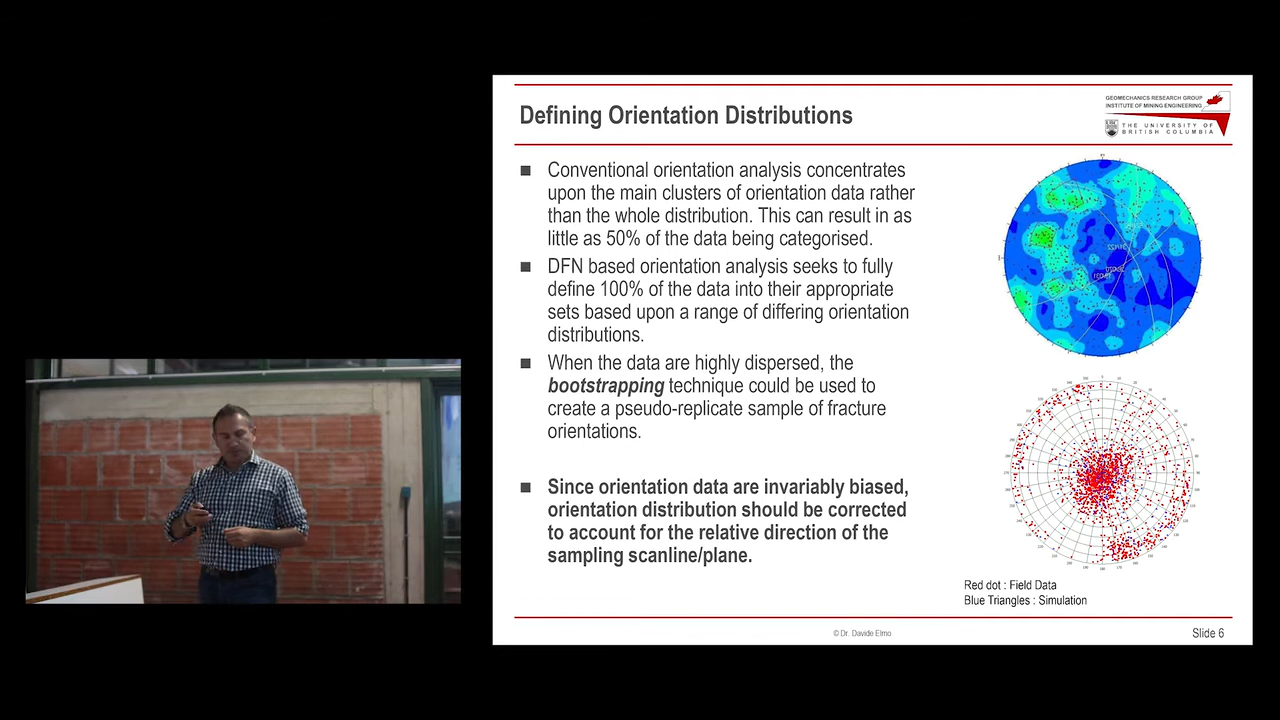 Defining Orientation Distributions
GEOMECHANICS RESEARCH GROUP
INSTITUTE OF MINING ENGINEERING
THE UNIVERSITY OF
BRITISH COLUMBIA
■ Conventional orientation analysis concentrates
upon the main clusters of orientation data rather
than the whole distribution. This can result in as
little as 50% of the data being categorised.
■ DFN based orientation analysis seeks to fully
define 100% of the data into their appropriate
sets based upon a range of differing orientation
distributions.
■ When the data are highly dispersed, the
bootstrapping technique could be used to
create a pseudo-replicate sample of fracture
orientations.
■ Since orientation data are invariably biased,
orientation distribution should be corrected
to account for the relative direction of the
sampling scanline/plane.
Red dot : Field Data
Blue Triangles : Simulation
© Dr. Davide Elmo
Slide 6